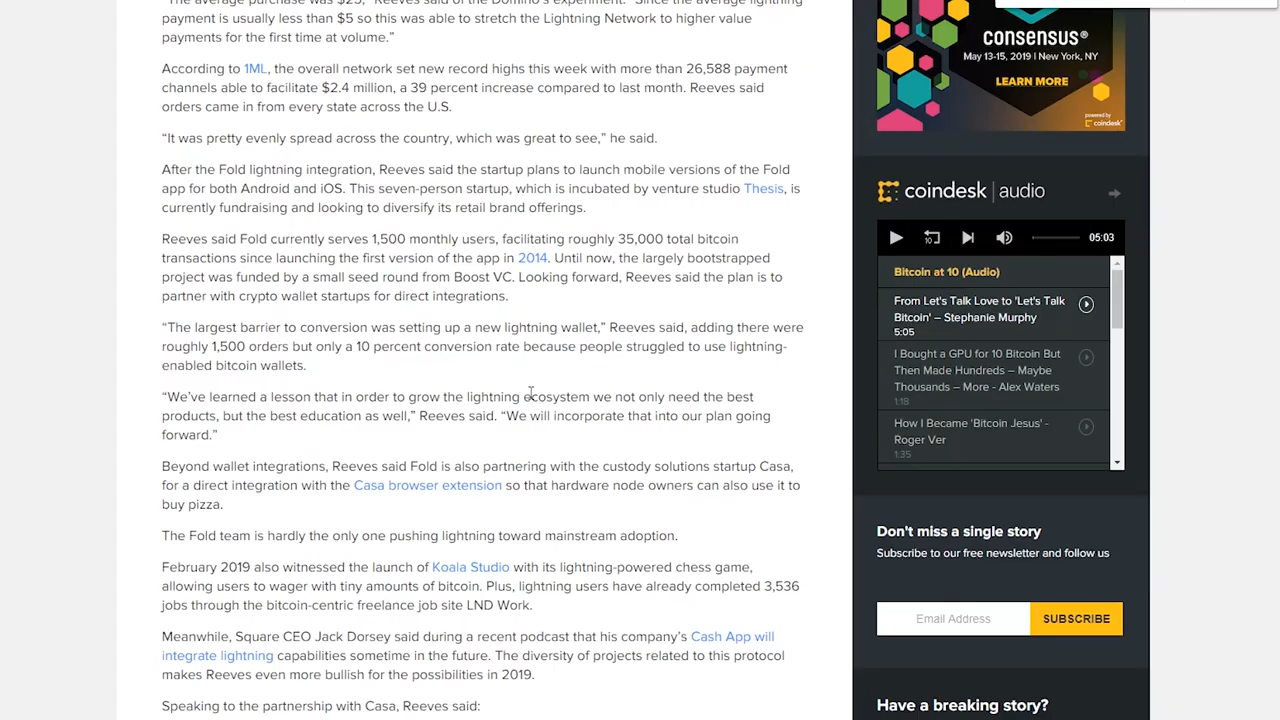 "The average purchase was $25," Reeves said of the Domino's experiment. "Since the average lightning
payment is usually less than $5 so this was able to stretch the Lightning Network to higher value
payments for the first time at volume."
According to 1ML, the overall network set new record highs this week with more than 26,588 payment
channels able to facilitate $2.4 million, a 39 percent increase compared to last month. Reeves said
orders came in from every state across the U.S.
"It was pretty evenly spread across the country, which was great to see," he said.
After the Fold lightning integration, Reeves said the startup plans to launch mobile versions of the Fold
app for both Android and iOS. This seven-person startup, which is incubated by venture studio Thesis, is
currently fundraising and looking to diversify its retail brand offerings.
Reeves said Fold currently serves 1,500 monthly users, facilitating roughly 35,000 total bitcoin
transactions since launching the first version of the app in 2014. Until now, the largely bootstrapped
project was funded by a small seed round from Boost VC. Looking forward, Reeves said the plan is to
partner with crypto wallet startups for direct integrations.
"The largest barrier to conversion was setting up a new lightning wallet," Reeves said, adding there were
roughly 1,500 orders but only a 10 percent conversion rate because people struggled to use lightning-
enabled bitcoin wallets.
"We've learned a lesson that in order to grow the lightning ecosystem we not only need the best
products, but the best education as well," Reeves said. "We will incorporate that into our plan going
forward."
Beyond wallet integrations, Reeves said Fold is also partnering with the custody solutions startup Casa,
for a direct integration with the Casa browser extension so that hardware node owners can also use it to
buy pizza.
The Fold team is hardly the only one pushing lightning toward mainstream adoption.
February 2019 also witnessed the launch of Koala Studio with its lightning-powered chess game,
allowing users to wager with tiny amounts of bitcoin. Plus, lightning users have already completed 3,536
jobs through the bitcoin-centric freelance job site LND Work.
Meanwhile, Square CEO Jack Dorsey said during a recent podcast that his company's Cash App will
integrate lightning capabilities sometime in the future. The diversity of projects related to this protocol
makes Reeves even more bullish for the possibilities in 2019.
Speaking to the partnership with Casa, Reeves said:
consensus®
May 13-15, 2019 | New York, NY
LEARN MORE
powered by
coindesk
coindesk | audio
10
05:03
Bitcoin at 10 (Audio)
From Let's Talk Love to 'Let's Talk
Bitcoin' – Stephanie Murphy
5:05
I Bought a GPU for 10 Bitcoin But
Then Made Hundreds – Maybe
Thousands – More - Alex Waters
1:18
How I Became 'Bitcoin Jesus' -
Roger Ver
1:35
Don't miss a single story
Subscribe to our free newsletter and follow us
Email Address
SUBSCRIBE
Have a breaking story?